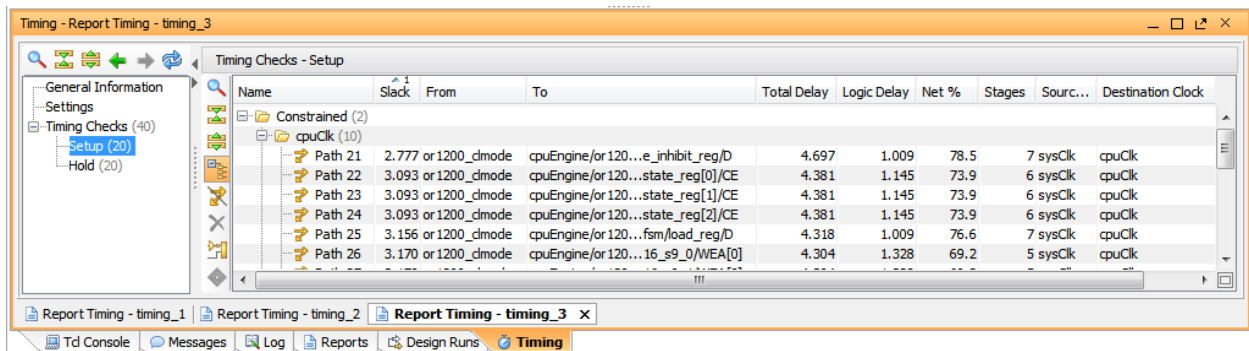 Timing - Report Timing - timing_3
Timing Checks - Setup
General Information
Settings
Timing Checks (40)
Setup (20)
Hold (20)
Name Slack 1 From To Total Delay Logic Delay Net % Stages Sourc... Destination Clock
Constrained (2)
cpuClk (10)
Path 21 2.777 or1200_clmode cpuEngine/or120...e_inhibit_reg/D 4.697 1.009 78.5 7 sysClk cpuClk
Path 22 3.093 or1200_clmode cpuEngine/or120...state_reg[0]/CE 4.381 1.145 73.9 6 sysClk cpuClk
Path 23 3.093 or1200_clmode cpuEngine/or120...state_reg[1]/CE 4.381 1.145 73.9 6 sysClk cpuClk
Path 24 3.093 or1200_clmode cpuEngine/or120...state_reg[2]/CE 4.381 1.145 73.9 6 sysClk cpuClk
Path 25 3.156 or1200_clmode cpuEngine/or120...fsm/load_reg/D 4.318 1.009 76.6 7 sysClk cpuClk
Path 26 3.170 or1200_clmode cpuEngine/or120...16_s9_0/WEA[0] 4.304 1.328 69.2 5 sysClk cpuClk
Report Timing - timing_1 Report Timing - timing_2 Report Timing - timing_3
Tcl Console Messages Log Reports Design Runs Timing